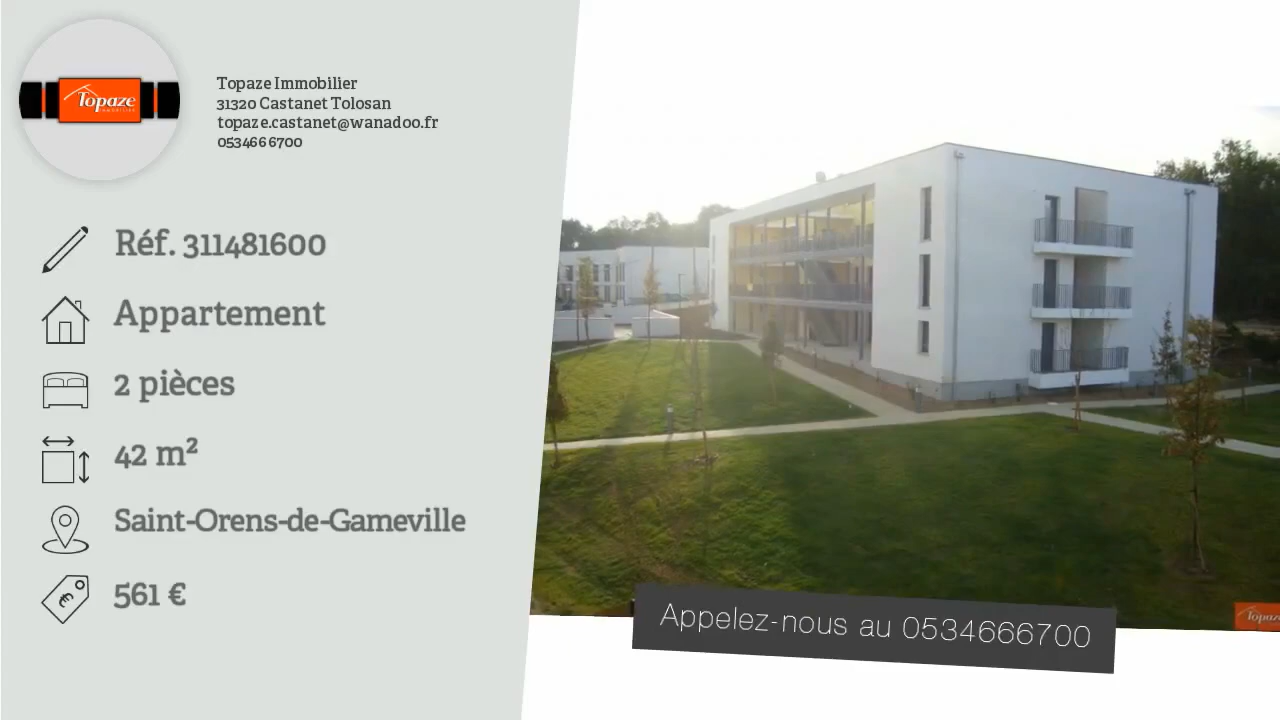 Topaze
immobilier
Topaze Immobilier
31320 Castanet Tolosan
topaze.castanet@wanadoo.fr
0534666700
Réf. 311481600
Appartement
2 pièces
42 m²
Saint-Orens-de-Gameville
561 €
Appelez-nous au 0534666700
Topaze